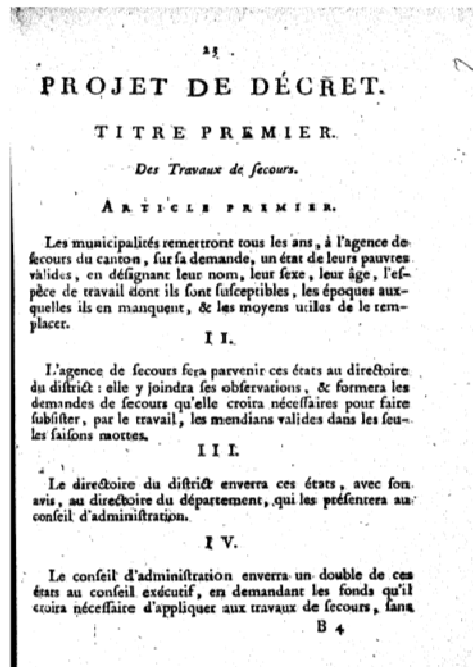 25
PROJET DE DÉCRET.
TITRE PREMIER.
Des Travaux de ſecours.
ARTICLE PREMIER.
Les municipalités remettront tous les ans, à l'agence de
ſecours du canton, ſur ſa demande, un état de leurs pauvres
valides, en déſignant leur nom, leur ſexe, leur âge, l'eſ-
pèce de travail dont ils ſont ſuſceptibles, les époques aux-
quelles ils en manquent, & les moyens utiles de le rem-
placer.
II.
L'agence de ſecours fera parvenir ces états au directoire
du diſtrict : elle y joindra ſes obſervations, & formera les
demandes de ſecours qu'elle croira néceſſaires pour faire
ſubſiſter, par le travail, les mendians valides dans les ſeu-
les ſaiſons mortes.
III.
Le directoire du diſtrict enverra ces états, avec ſon
avis, au directoire du département, qui les préſentera au
conſeil d'adminiſtration.
IV.
Le conſeil d'adminiſtration enverra un double de ces
états au conſeil exécutif, en demandant les fonds qu'il
croira néceſſaire d'appliquer aux travaux de ſecours, ſans
B 4